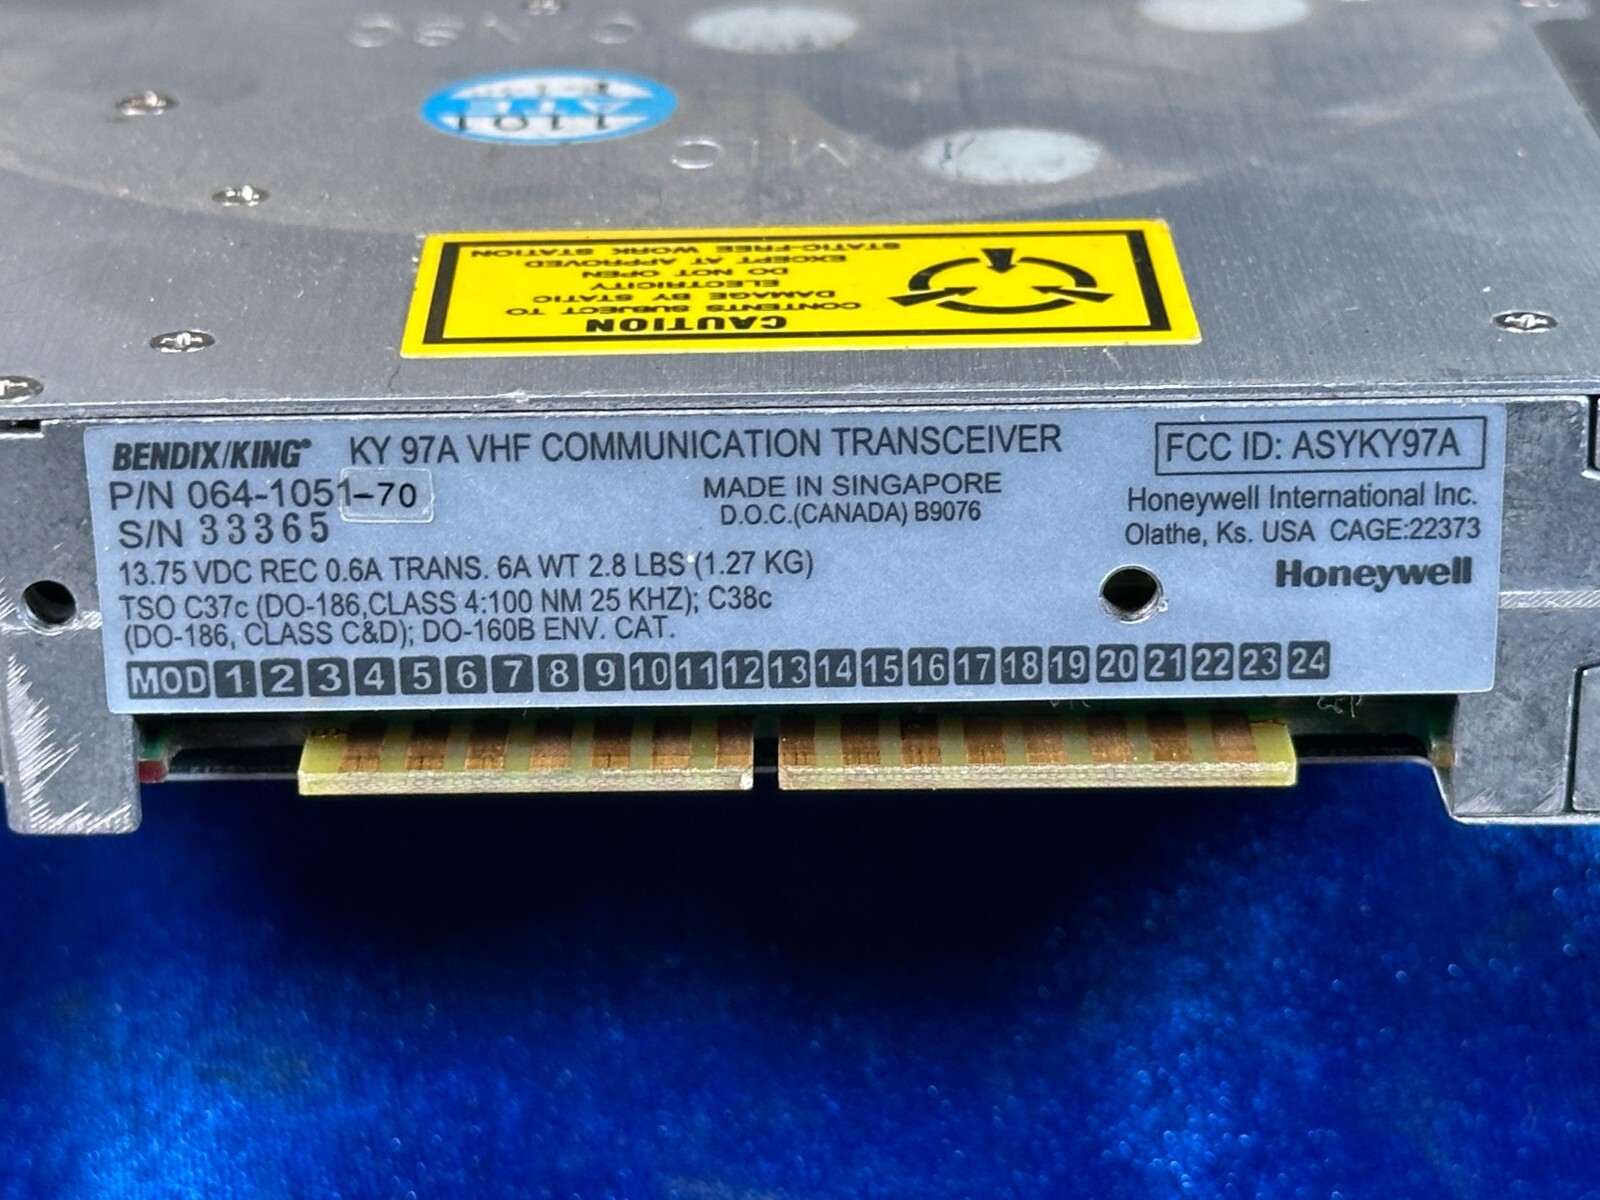 C VSC
1101
ATE
MIC
CAUTION
CONTENTS SUBJECT TO
DAMAGE BY STATIC
ELECTRICITY
DO NOT OPEN
EXCEPT AT APPROVED
STATIC-FREE WORK STATION
BENDIX/KING® KY 97A VHF COMMUNICATION TRANSCEIVER
FCC ID: ASYKY97A
P/N 064-1051-70
S/N 33365
MADE IN SINGAPORE
D.O.C.(CANADA) B9076
Honeywell International Inc.
Olathe, Ks. USA CAGE:22373
Honeywell
13.75 VDC REC 0.6A TRANS. 6A WT 2.8 LBS (1.27 KG)
TSO C37c (DO-186,CLASS 4:100 NM 25 KHZ); C38c
(DO-186, CLASS C&D); DO-160B ENV. CAT.
MOD 1 2 3 4 5 6 7 8 9 10 11 12 13 14 15 16 17 18 19 20 21 22 23 24